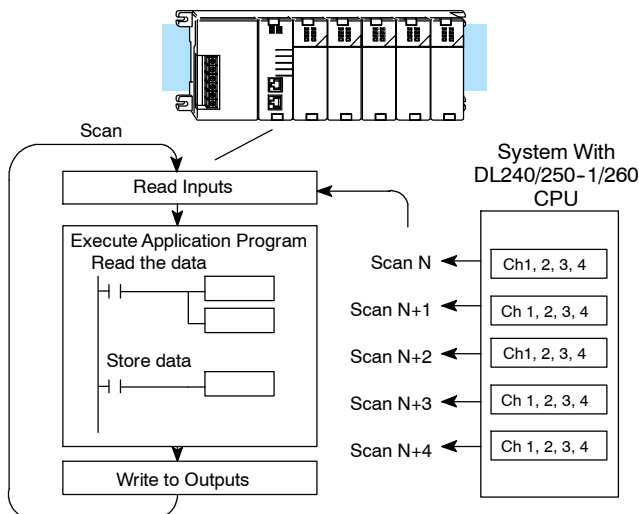 Scan
Read Inputs
Execute Application Program
Read the data
Store data
Write to Outputs
System With
DL240/250-1/260
CPU
Scan N
Ch1, 2, 3, 4
Scan N+1
Ch 1, 2, 3, 4
Scan N+2
Ch1, 2, 3, 4
Scan N+3
Ch 1, 2, 3, 4
Scan N+4
Ch 1, 2, 3, 4